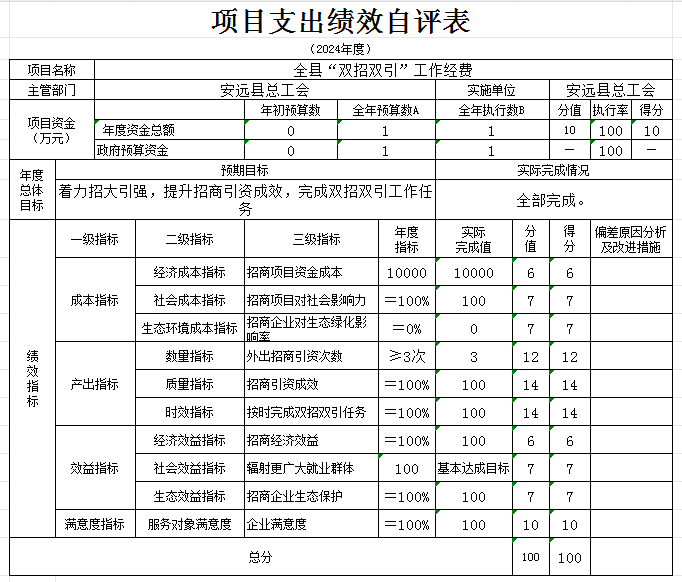 项目支出绩效自评表
（2024年度）
项目名称 全县“双招双引”工作经费
主管部门 安远县总工会 实施单位 安远县总工会
项目资金（万元） 年初预算数 全年预算数A 全年执行数B 分值 执行率 得分
年度资金总额 0 1 1 10 100 10
政府预算资金 0 1 1 － 100 －
年度总体目标 预期目标 实际完成情况
着力招大引强，提升招商引资成效，完成双招双引工作任务 全部完成。
绩效指标 一级指标 二级指标 三级指标 年度指标 实际完成值 分值 得分 偏差原因分析及改进措施
成本指标 经济成本指标 招商项目资金成本 10000 10000 6 6
社会成本指标 招商项目对社会影响力 ＝100% 100 7 7
生态环境成本指标 招商企业对生态绿化影响率 ＝0% 0 7 7
产出指标 数量指标 外出招商引资次数 ≥3次 3 12 12
质量指标 招商引资成效 ＝100% 100 14 14
时效指标 按时完成双招双引任务 ＝100% 100 14 14
效益指标 经济效益指标 招商经济效益 ＝100% 100 6 6
社会效益指标 辐射更广大就业群体 100 基本达成目标 7 7
生态效益指标 招商企业生态保护 ＝100% 100 7 7
满意度指标 服务对象满意度 企业满意度 ＝100% 100 10 10
总分 100 100